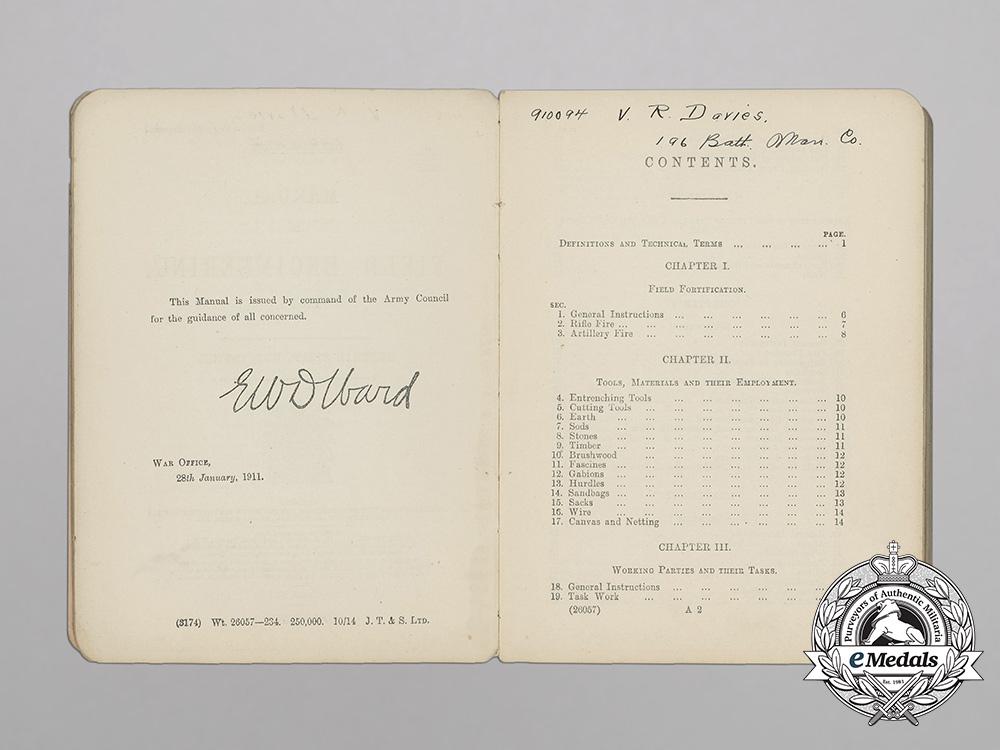 This Manual is issued by command of the Army Council
for the guidance of all concerned.
EWDWard
War Office,
28th January, 1911.
(3174) Wt. 26057—234. 250,000. 10/14 J. T. & S. Ltd.
910094 V. R. Davies.
196 Batt. Man. Co.
CONTENTS.
PAGE.
Definitions and Technical Terms ... ... ... ... 1
CHAPTER I.
Field Fortification.
SEC.
1. General Instructions ... ... ... ... ... ... 6
2. Rifle Fire ... ... ... ... ... ... ... ... 7
3. Artillery Fire ... ... ... ... ... ... ... 8
CHAPTER II.
Tools, Materials and their Employment.
4. Entrenching Tools ... ... ... ... ... ... 10
5. Cutting Tools ... ... ... ... ... ... ... 10
6. Earth ... ... ... ... ... ... ... ... 10
7. Sods ... ... ... ... ... ... ... ... 11
8. Stones ... ... ... ... ... ... ... ... 11
9. Timber ... ... ... ... ... ... ... ... 11
10. Brushwood ... ... ... ... ... ... ... 12
11. Fascines ... ... ... ... ... ... ... ... 12
12. Gabions ... ... ... ... ... ... ... ... 12
13. Hurdles ... ... ... ... ... ... ... ... 12
14. Sandbags ... ... ... ... ... ... ... ... 13
15. Sacks ... ... ... ... ... ... ... ... 13
16. Wire ... ... ... ... ... ... ... ... 14
17. Canvas and Netting ... ... ... ... ... ... 14
CHAPTER III.
Working Parties and their Tasks.
18. General Instructions ... ... ... ... ... ...
19. Task Work ... ... ... ... ... ... ...
(26057) A 2
Purveyors of Authentic Militaria
eMedals
Est. 1981